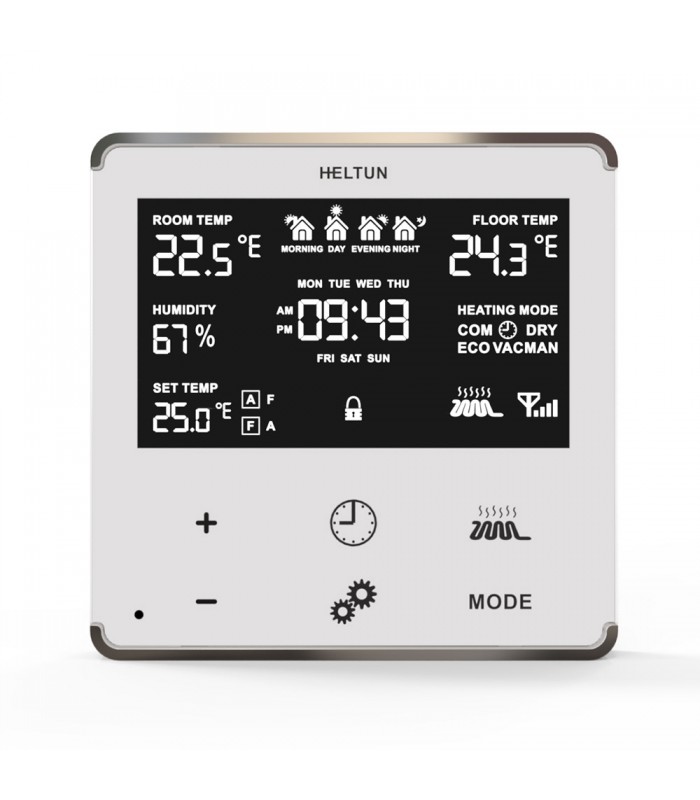 HELTUN
ROOM TEMP
22.5°E
MORNING DAY EVENING NIGHT
FLOOR TEMP
24.3°E
MON TUE WED THU
AM
PM
09:43
FRI SAT SUN
HUMIDITY
67%
HEATING MODE
COM DRY
ECO VAC MAN
SET TEMP
25.0°E
A F
F A
+
−
MODE